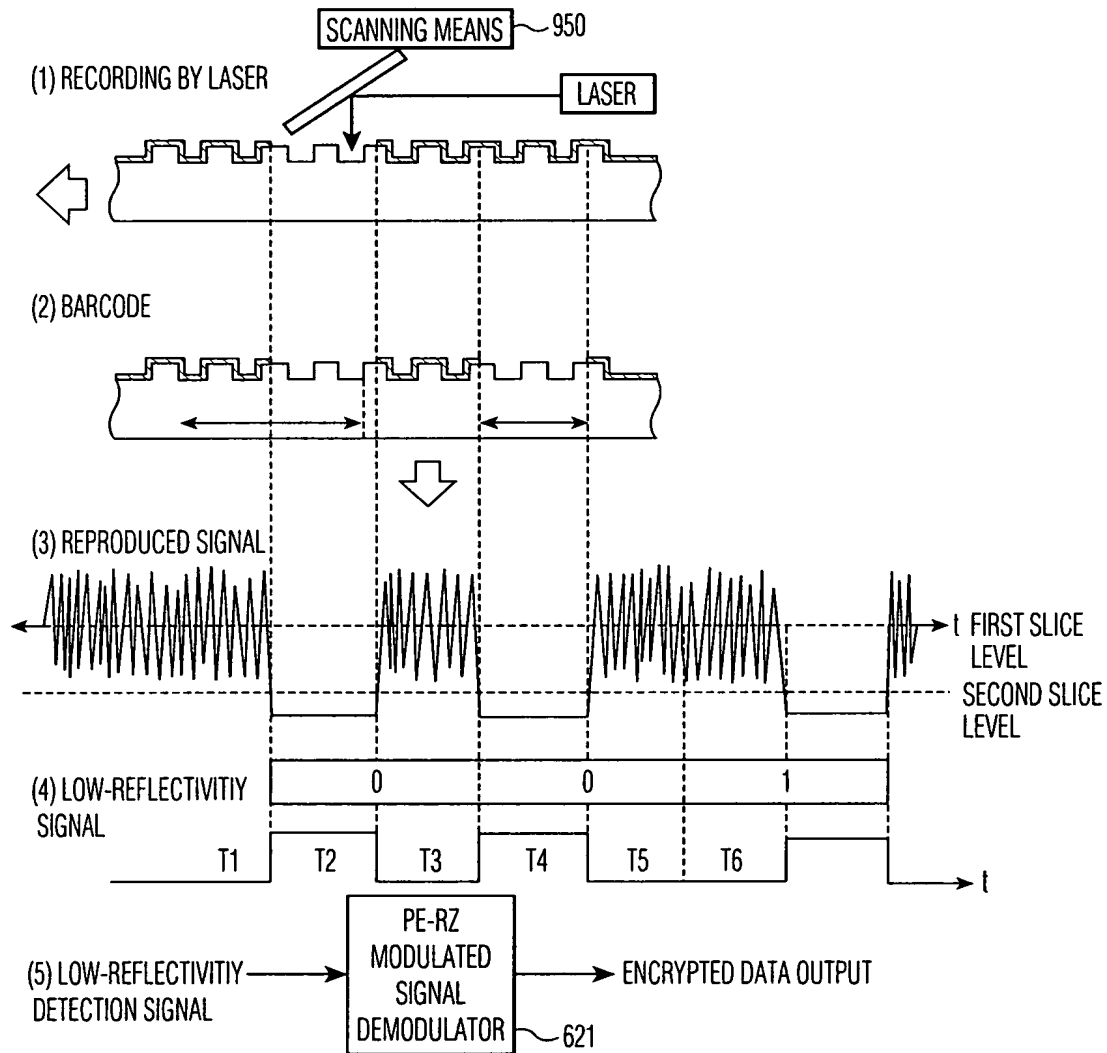 SCANNING MEANS 950
(1) RECORDING BY LASER
LASER
(2) BARCODE
(3) REPRODUCED SIGNAL
t FIRST SLICE
LEVEL
SECOND SLICE
LEVEL
(4) LOW-REFLECTIVITIY
SIGNAL
0 0 1
T1 T2 T3 T4 T5 T6
t
(5) LOW-REFLECTIVITIY
DETECTION SIGNAL
PE-RZ
MODULATED
SIGNAL
DEMODULATOR
621
ENCRYPTED DATA OUTPUT